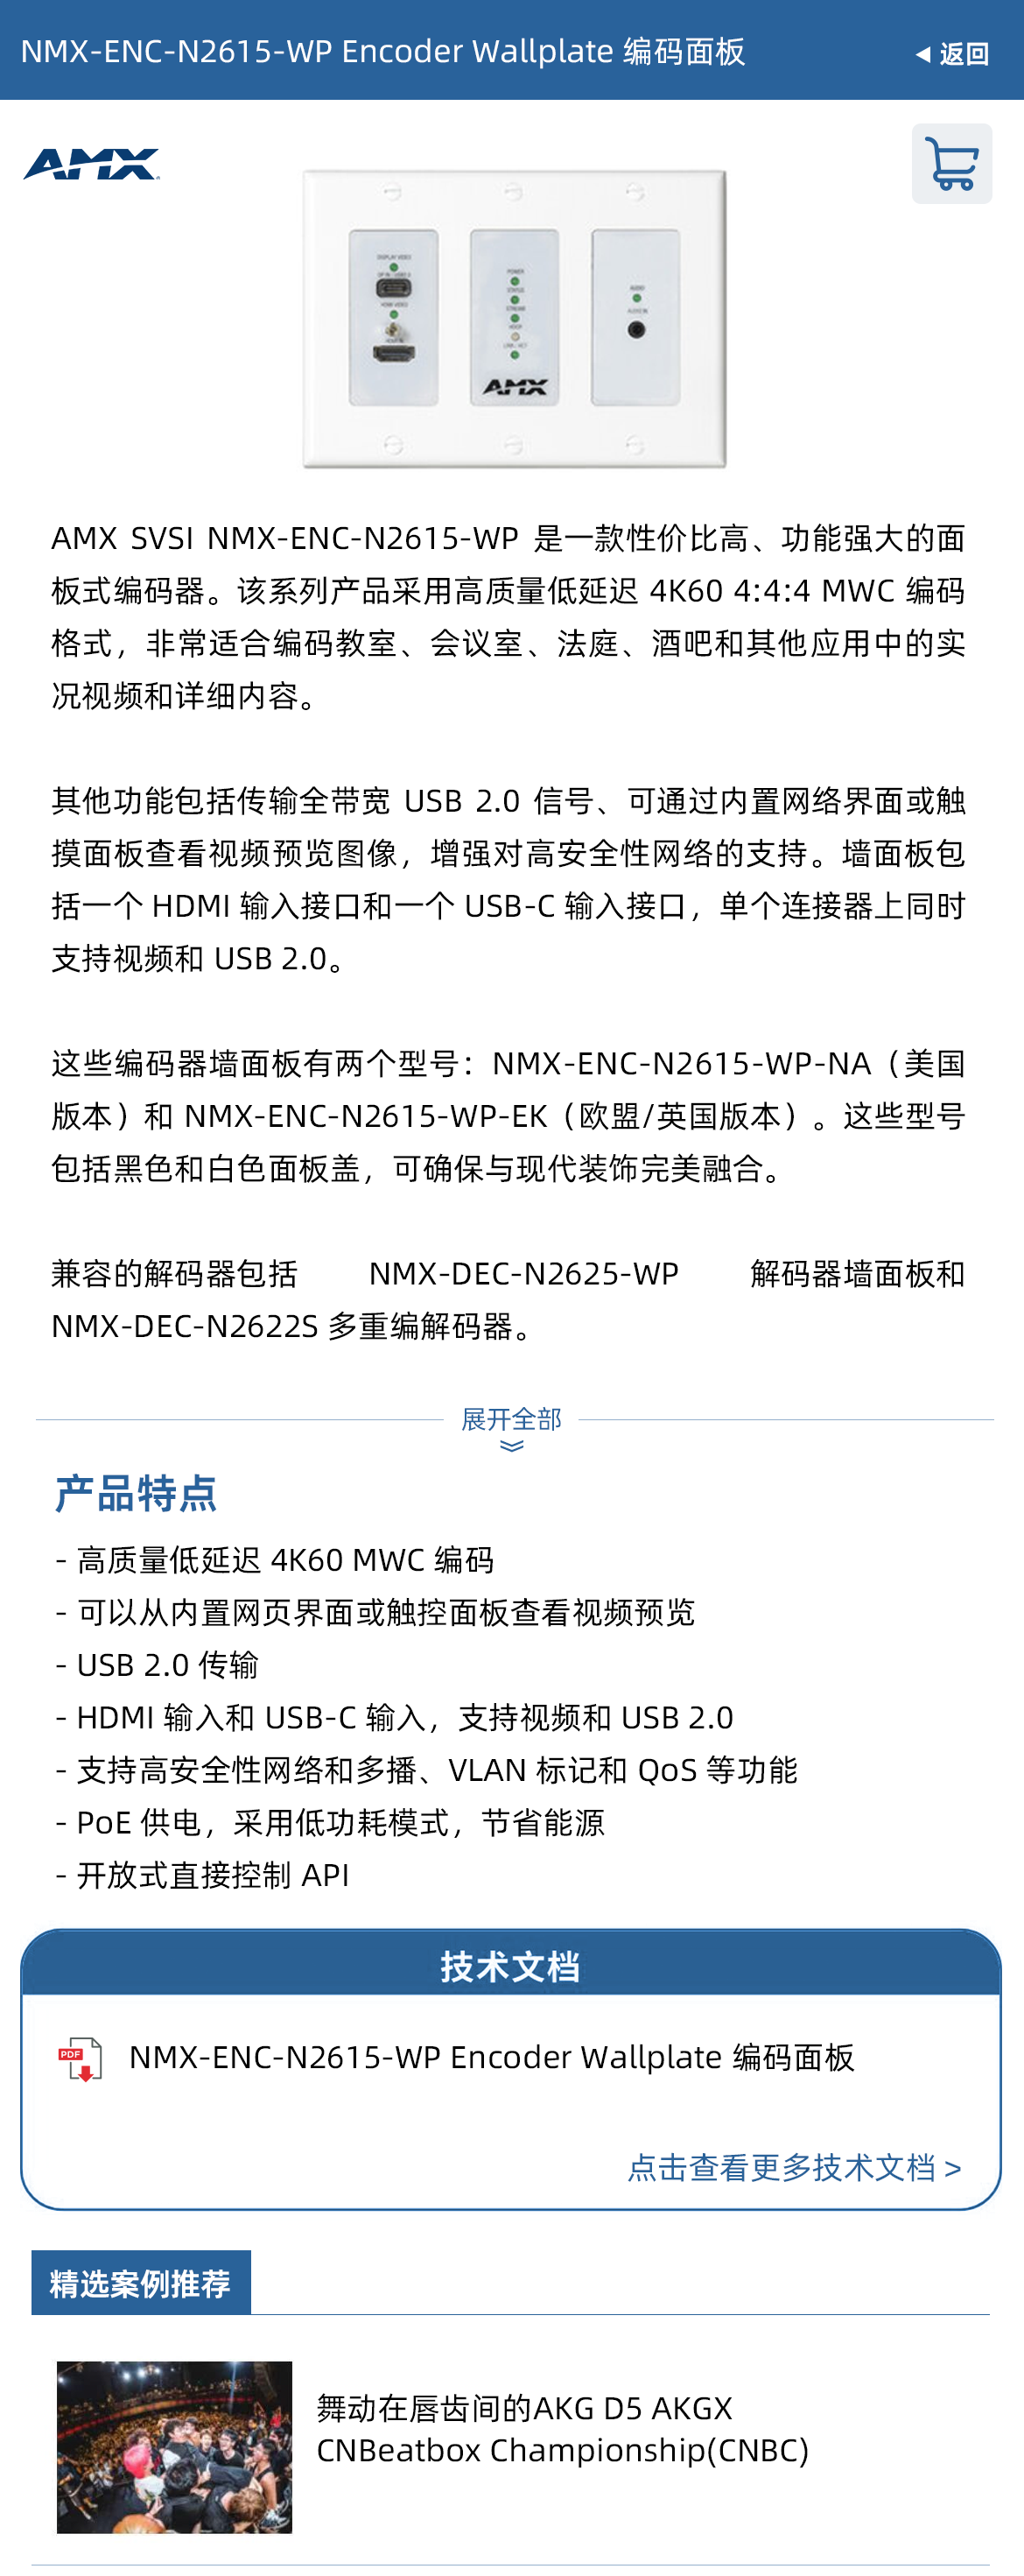 NMX-ENC-N2615-WP Encoder Wallplate 编码面板
返回
AMX
DISPLAY VIDEO
HDMI VIDEO
HDMI IN
POWER
STATUS
STREAM
HDCP
LINK / ACT
AMX
AUDIO
AUDIO IN
AMX SVSI NMX-ENC-N2615-WP 是一款性价比高、功能强大的面
板式编码器。该系列产品采用高质量低延迟 4K60 4:4:4 MWC 编码
格式，非常适合编码教室、会议室、法庭、酒吧和其他应用中的实
况视频和详细内容。
其他功能包括传输全带宽 USB 2.0 信号、可通过内置网络界面或触
摸面板查看视频预览图像，增强对高安全性网络的支持。墙面板包
括一个 HDMI 输入接口和一个 USB-C 输入接口，单个连接器上同时
支持视频和 USB 2.0。
这些编码器墙面板有两个型号：NMX-ENC-N2615-WP-NA（美国
版本）和 NMX-ENC-N2615-WP-EK（欧盟/英国版本）。这些型号
包括黑色和白色面板盖，可确保与现代装饰完美融合。
兼容的解码器包括 NMX-DEC-N2625-WP 解码器墙面板和
NMX-DEC-N2622S 多重编解码器。
展开全部
产品特点
- 高质量低延迟 4K60 MWC 编码
- 可以从内置网页界面或触控面板查看视频预览
- USB 2.0 传输
- HDMI 输入和 USB-C 输入，支持视频和 USB 2.0
- 支持高安全性网络和多播、VLAN 标记和 QoS 等功能
- PoE 供电，采用低功耗模式，节省能源
- 开放式直接控制 API
技术文档
PDF
NMX-ENC-N2615-WP Encoder Wallplate 编码面板
点击查看更多技术文档 >
精选案例推荐
舞动在唇齿间的AKG D5 AKGX
CNBeatbox Championship(CNBC)